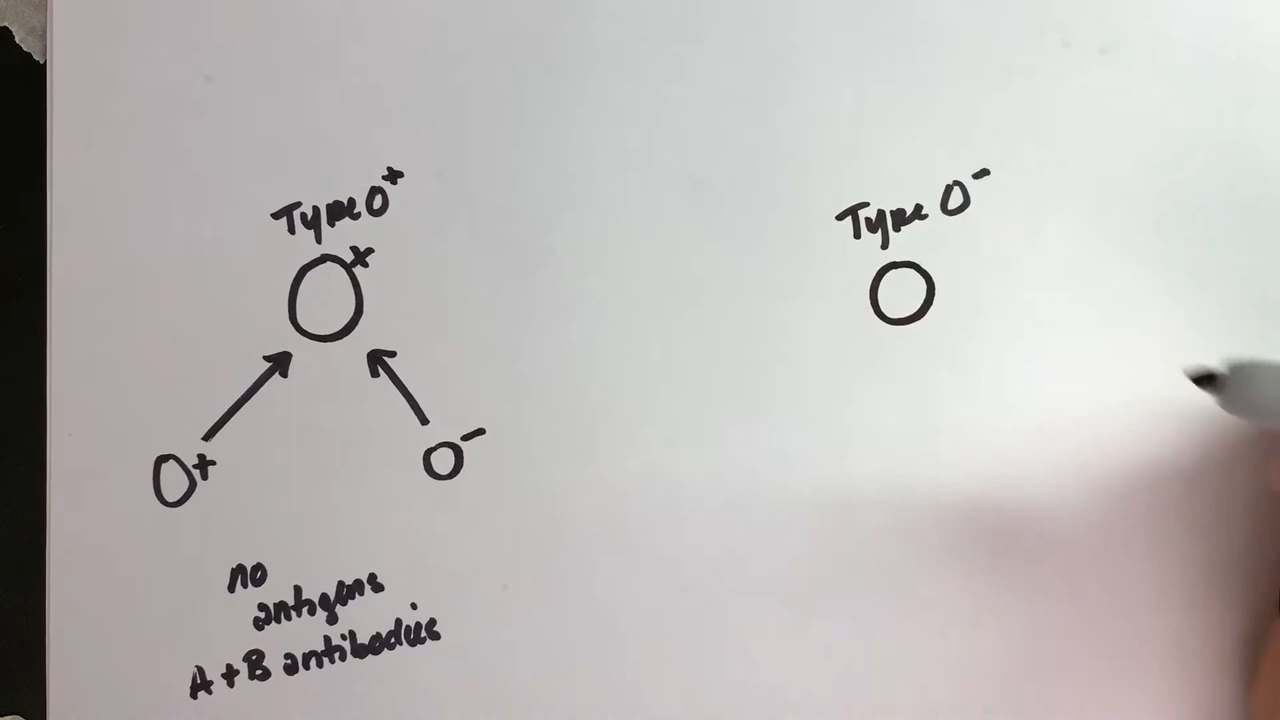 Type O+
O+
O+
O-
no
antigens
A+B antibodies
Type O-
O